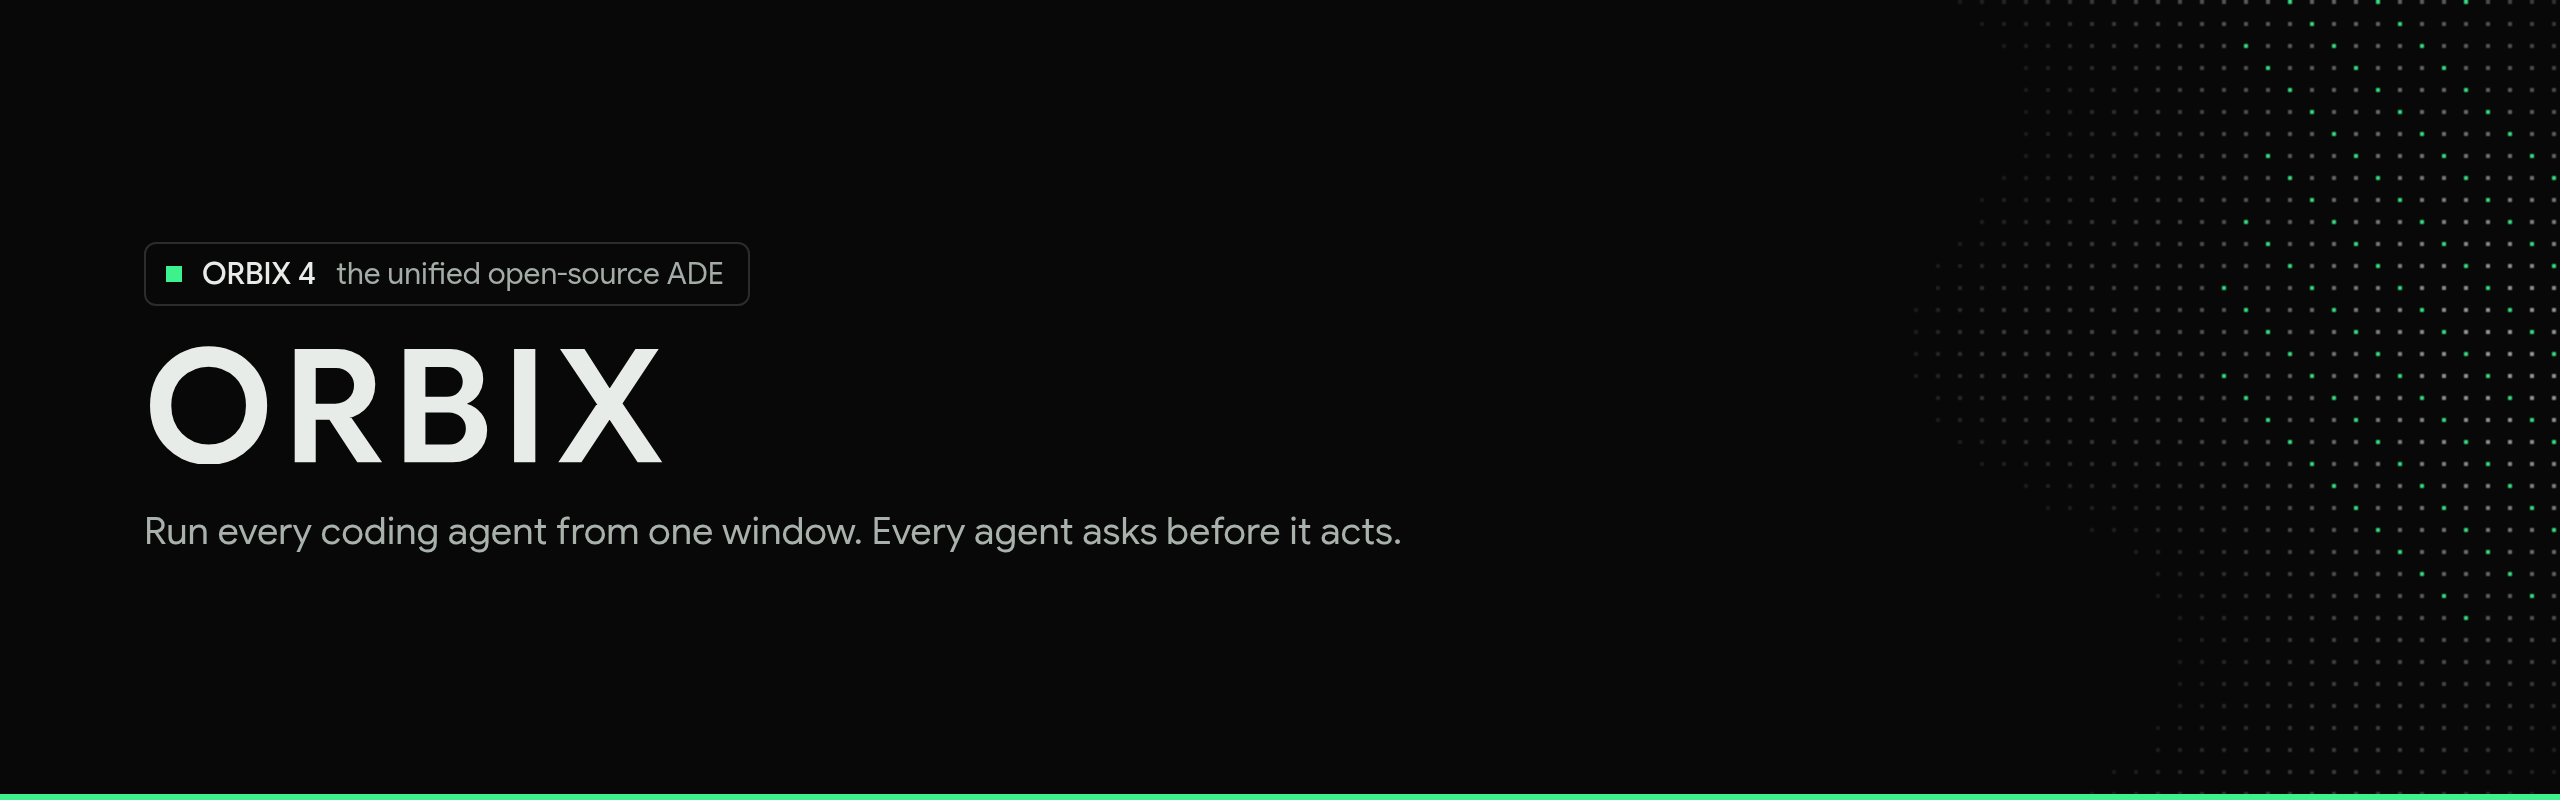 ORBIX 4 the unified open-source ADE
ORBIX
Run every coding agent from one window. Every agent asks before it acts.